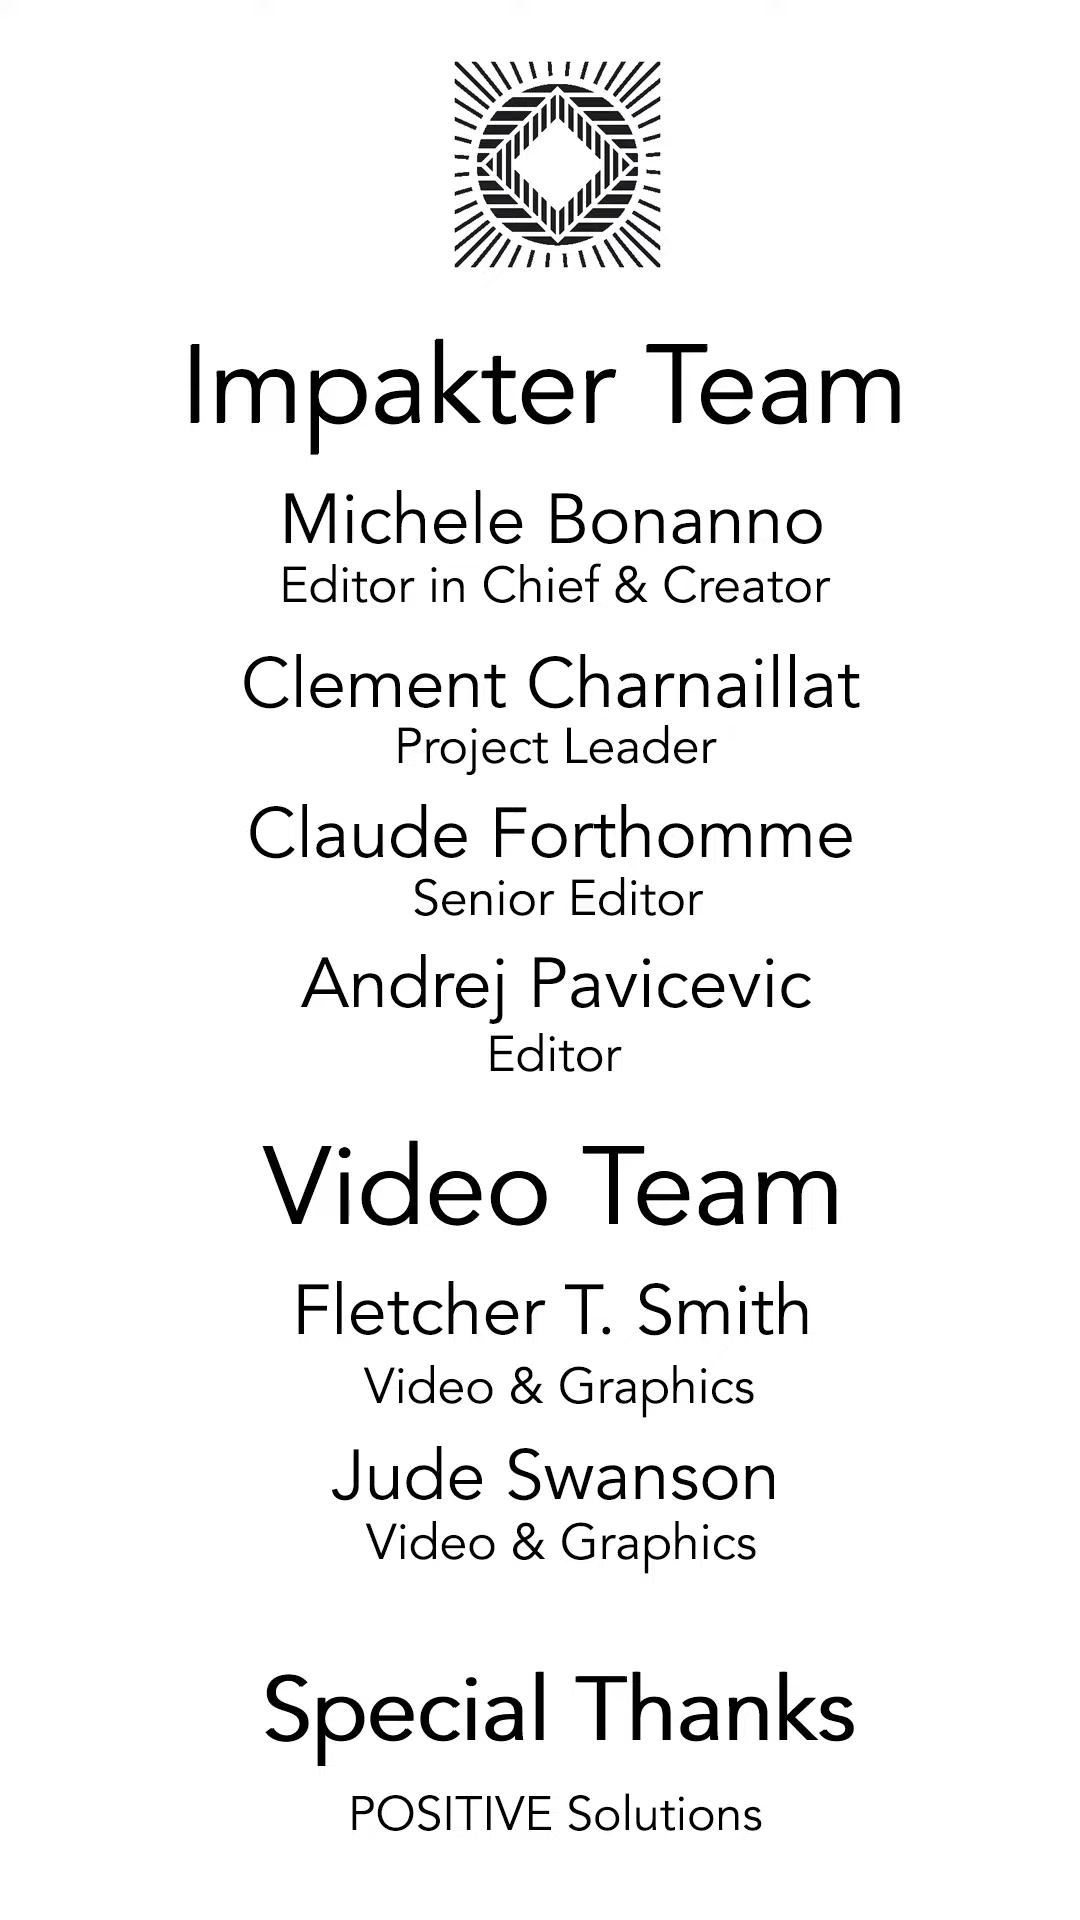 Impakter Team
Michele Bonanno
Editor in Chief & Creator
Clement Charnaillat
Project Leader
Claude Forthomme
Senior Editor
Andrej Pavicevic
Editor
Video Team
Fletcher T. Smith
Video & Graphics
Jude Swanson
Video & Graphics
Special Thanks
POSITIVE Solutions